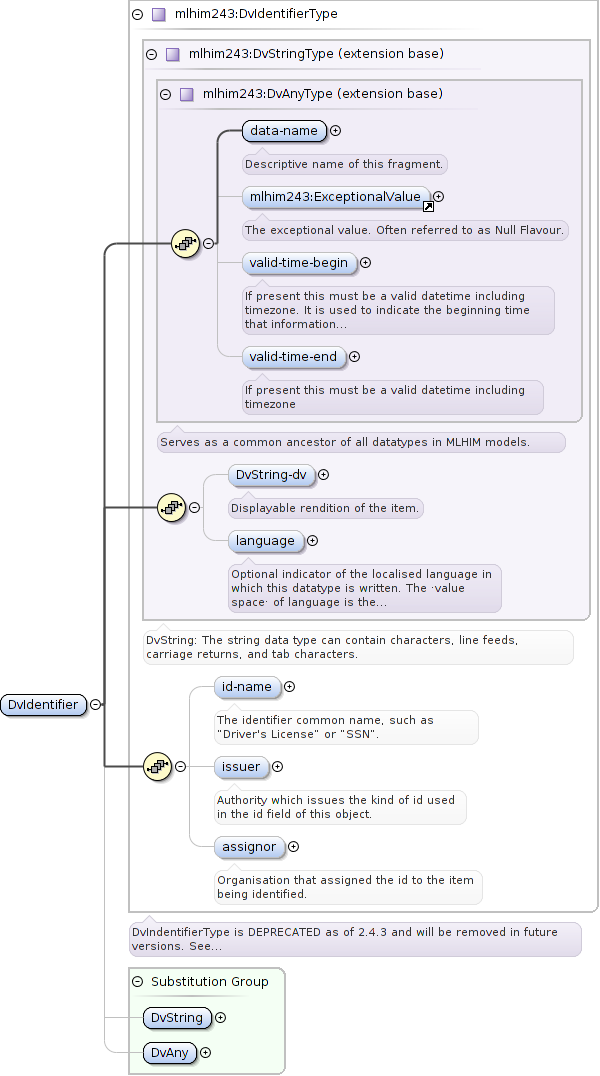 mlhim243:DvIdentifierType
mlhim243:DvStringType (extension base)
mlhim243:DvAnyType (extension base)
data-name
Descriptive name of this fragment.
mlhim243:ExceptionalValue
The exceptional value. Often referred to as Null Flavour.
valid-time-begin
If present this must be a valid datetime including
timezone. It is used to indicate the beginning time
that information...
valid-time-end
If present this must be a valid datetime including
timezone
Serves as a common ancestor of all datatypes in MLHIM models.
DvString-dv
Displayable rendition of the item.
language
Optional indicator of the localised language in
which this datatype is written. The ·value
space· of language is the...
DvString: The string data type can contain characters, line feeds,
carriage returns, and tab characters.
DvIdentifier
id-name
The identifier common name, such as
"Driver's License" or "SSN".
issuer
Authority which issues the kind of id used
in the id field of this object.
assignor
Organisation that assigned the id to the item
being identified.
DvIndentifierType is DEPRECATED as of 2.4.3 and will be removed in future
versions. See...
Substitution Group
DvString
DvAny